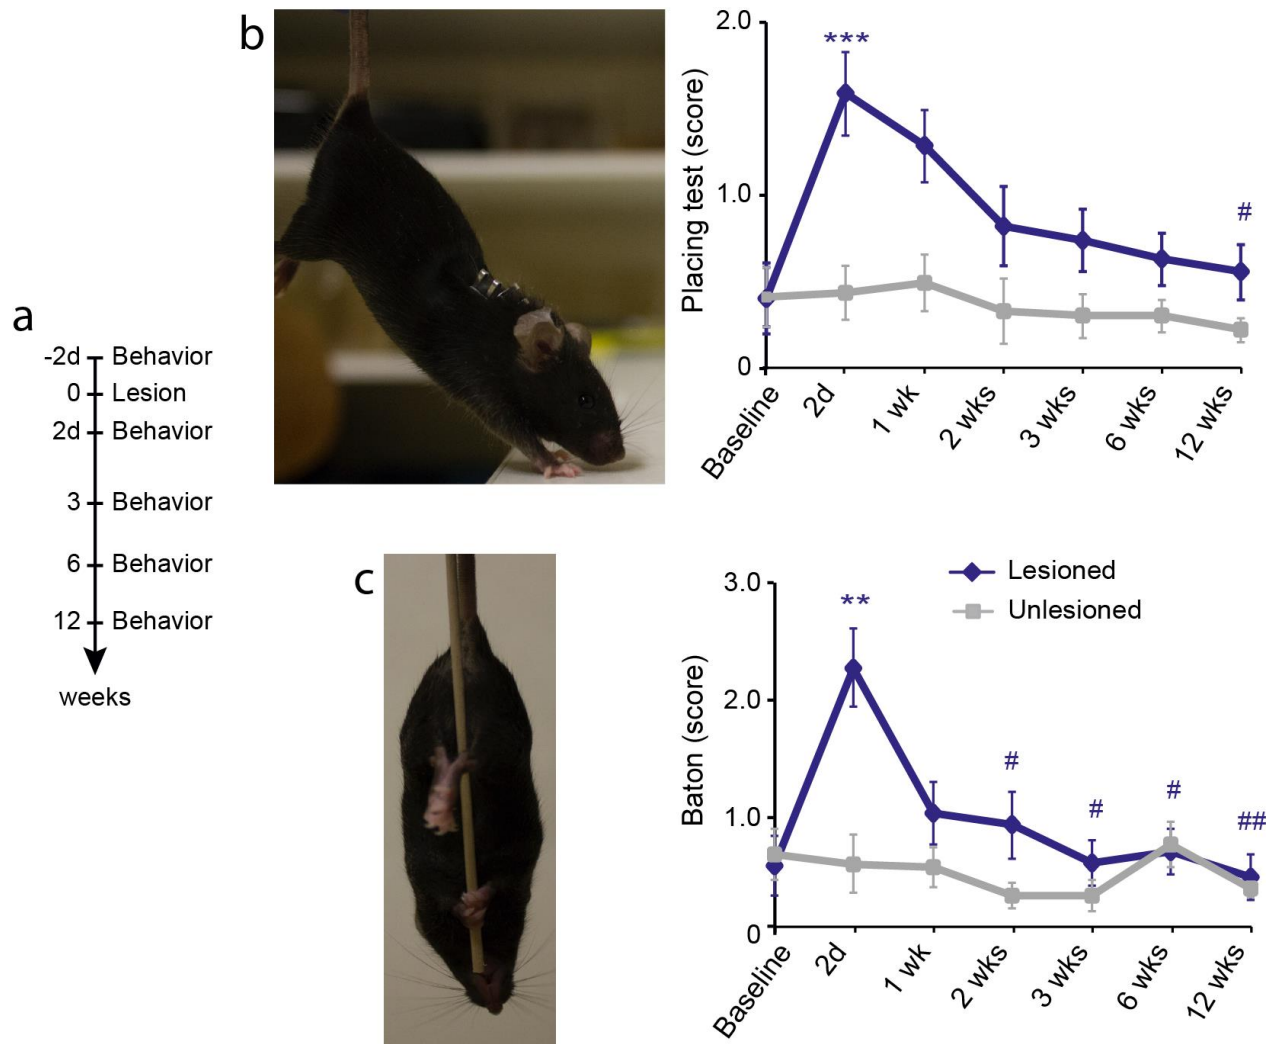 a
-2d Behavior
0 Lesion
2d Behavior
3 Behavior
6 Behavior
12 Behavior
weeks
b
Placing test (score)
2.0
1.0
0
***
#
Baseline
2d
1 wk
2 wks
3 wks
6 wks
12 wks
c
Lesioned
Unlesioned
Baton (score)
3.0
2.0
1.0
0
**
#
#
#
##
Baseline
2d
1 wk
2 wks
3 wks
6 wks
12 wks